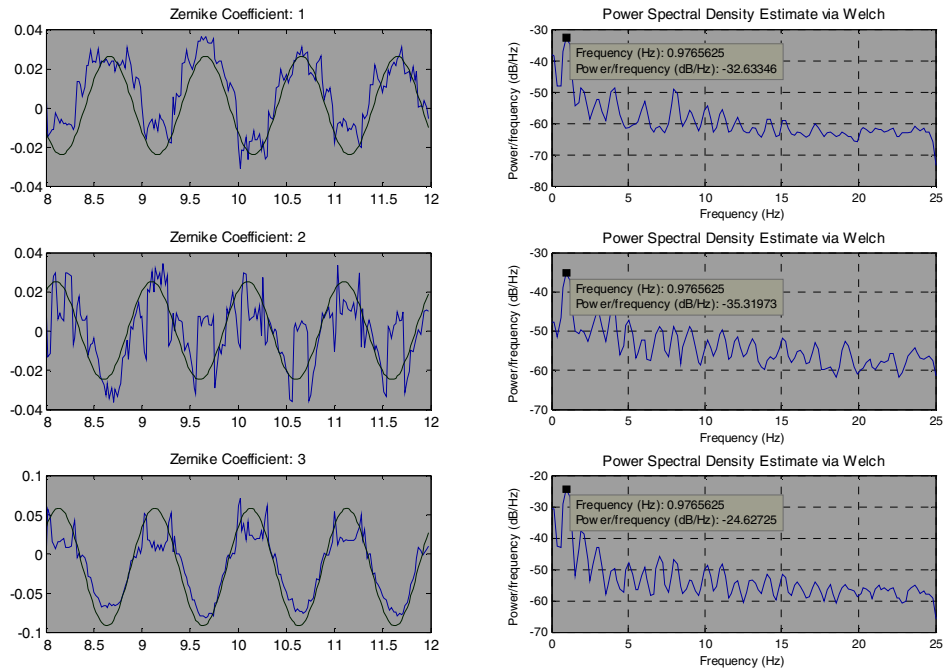 Zernike Coefficient: 1
0.04
0.02
0
-0.02
-0.04
8 8.5 9 9.5 10 10.5 11 11.5 12
Power Spectral Density Estimate via Welch
Power/frequency (dB/Hz)
-30
-40
-50
-60
-70
-80
Frequency (Hz): 0.9765625
Power/frequency (dB/Hz): -32.63346
0 5 10 15 20 25
Frequency (Hz)
Zernike Coefficient: 2
0.04
0.02
0
-0.02
-0.04
8 8.5 9 9.5 10 10.5 11 11.5 12
Power Spectral Density Estimate via Welch
Power/frequency (dB/Hz)
-30
-40
-50
-60
-70
Frequency (Hz): 0.9765625
Power/frequency (dB/Hz): -35.31973
0 5 10 15 20 25
Frequency (Hz)
Zernike Coefficient: 3
0.1
0.05
0
-0.05
-0.1
8 8.5 9 9.5 10 10.5 11 11.5 12
Power Spectral Density Estimate via Welch
Power/frequency (dB/Hz)
-20
-30
-40
-50
-60
-70
Frequency (Hz): 0.9765625
Power/frequency (dB/Hz): -24.62725
0 5 10 15 20 25
Frequency (Hz)